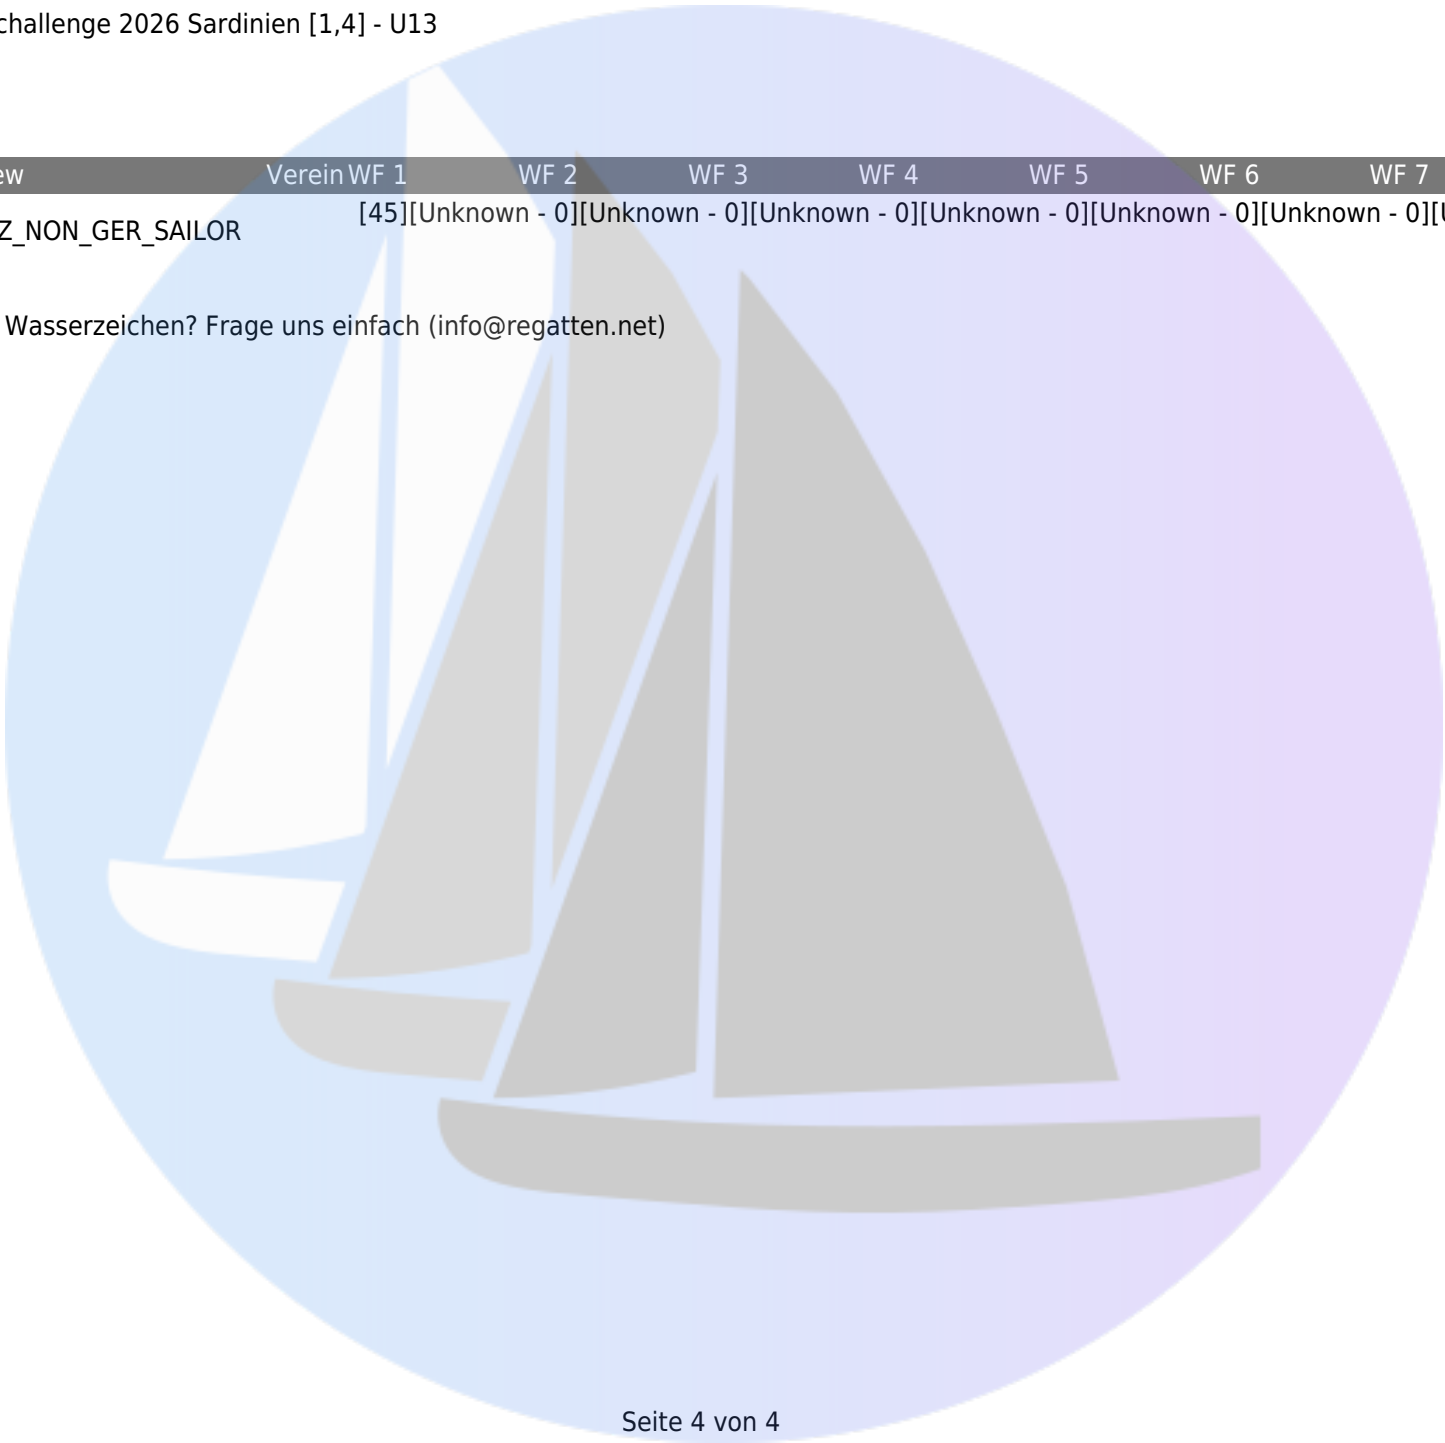 challenge 2026 Sardinien [1,4] - U13
ew Verein WF 1 WF 2 WF 3 WF 4 WF 5 WF 6 WF 7
[45][Unknown - 0][Unknown - 0][Unknown - 0][Unknown - 0][Unknown - 0][Unknown - 0][U
Z_NON_GER_SAILOR
Wasserzeichen? Frage uns einfach (info@regatten.net)
Seite 4 von 4